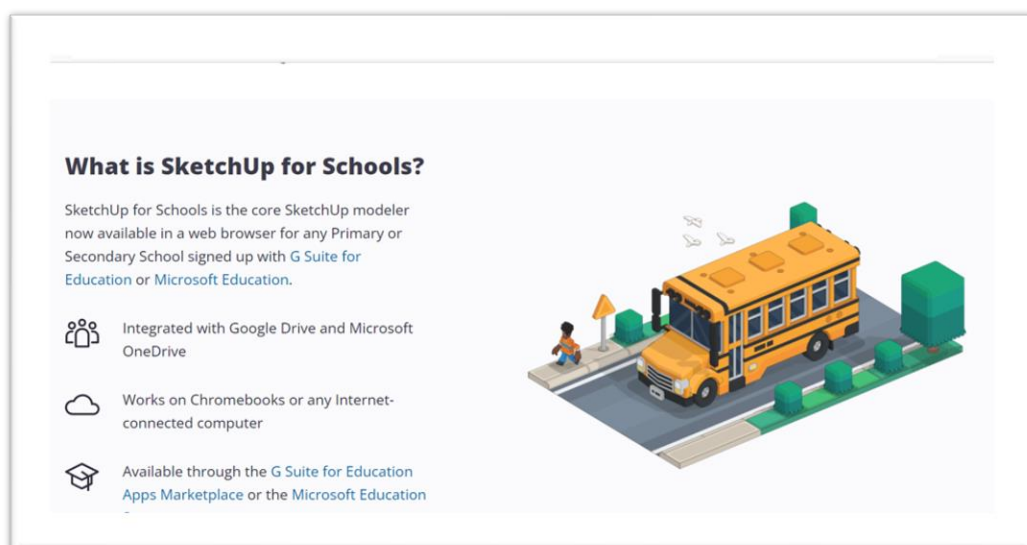 What is SketchUp for Schools?
SketchUp for Schools is the core SketchUp modeler
now available in a web browser for any Primary or
Secondary School signed up with G Suite for
Education or Microsoft Education.
Integrated with Google Drive and Microsoft
OneDrive
Works on Chromebooks or any Internet-
connected computer
Available through the G Suite for Education
Apps Marketplace or the Microsoft Education